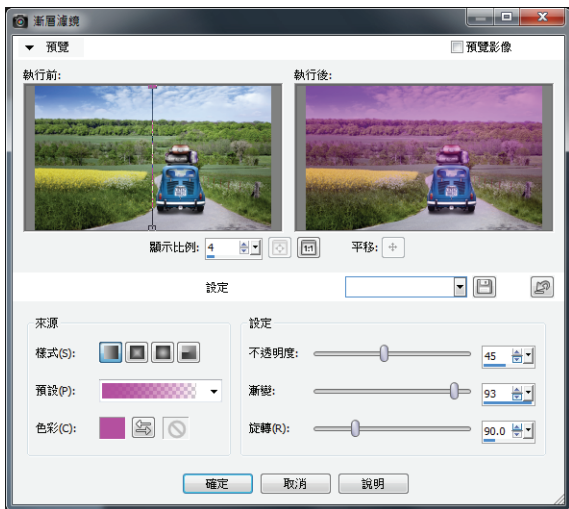 漸層濾鏡
預覽
預覽影像
執行前:
執行後:
顯示比例: 4
1:1
平移:
設定
來源
樣式(S):
預設(P):
色彩(C):
設定
不透明度: 45
漸變: 93
旋轉(R): 90.0
確定
取消
說明